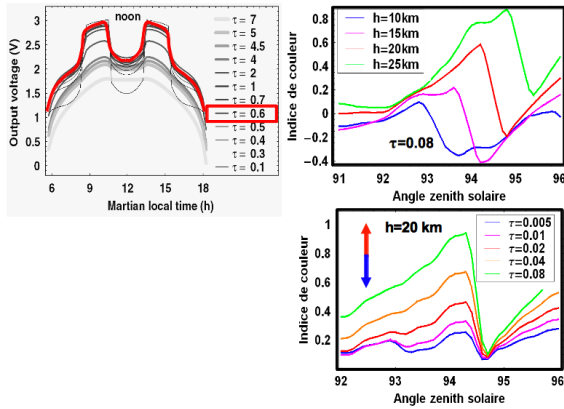 noon
Output voltage (V)
3
2.5
2
1.5
1
0.5
0
6 8 10 12 14 16 18
Martian local time (h)
τ = 7
τ = 5
τ = 4.5
τ = 4
τ = 2
τ = 1
τ = 0.7
τ = 0.6
τ = 0.5
τ = 0.4
τ = 0.3
τ = 0.1
Indice de couleur
0.8
0.6
0.4
0.2
0
−0.2
−0.4
h=10km
h=15km
h=20km
h=25km
τ=0.08
91 92 93 94 95 96
Angle zenith solaire
Indice de couleur
1
0.8
0.6
0.4
0.2
h=20 km
τ=0.005
τ=0.01
τ=0.02
τ=0.04
τ=0.08
92 93 94 95 96
Angle zenith solaire